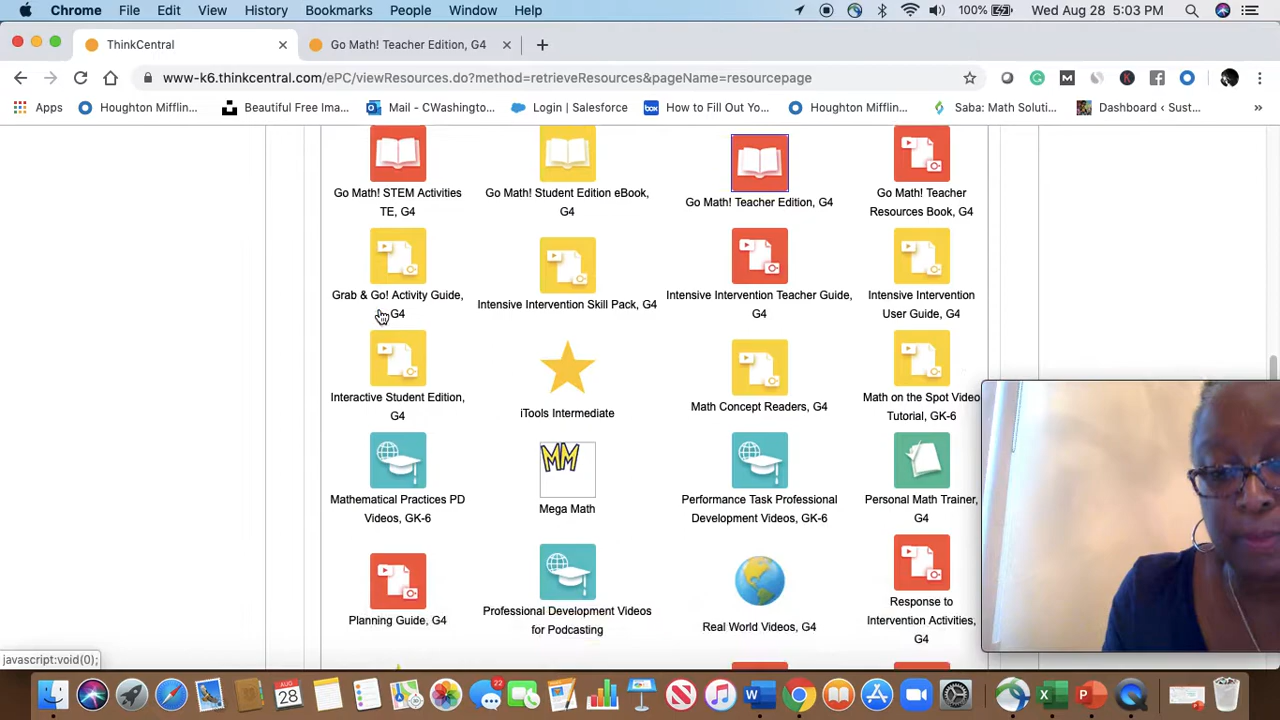 Chrome File Edit View History Bookmarks People Window Help 100% Wed Aug 28 5:03 PM
ThinkCentral
Go Math! Teacher Edition, G4
www-k6.thinkcentral.com/ePC/viewResources.do?method=retrieveResources&pageName=resourcepage
Apps Houghton Mifflin... Beautiful Free Ima... Mail - CWashington... Login | Salesforce How to Fill Out Yo... Houghton Mifflin... Saba: Math Soluti... Dashboard ‹ Sust... »
Go Math! STEM Activities
TE, G4
Go Math! Student Edition eBook,
G4
Go Math! Teacher Edition, G4
Go Math! Teacher
Resources Book, G4
Grab & Go! Activity Guide,
G4
Intensive Intervention Skill Pack, G4
Intensive Intervention Teacher Guide,
G4
Intensive Intervention
User Guide, G4
Interactive Student Edition,
G4
iTools Intermediate
Math Concept Readers, G4
Math on the Spot Video
Tutorial, GK-6
Mathematical Practices PD
Videos, GK-6
MM
Mega Math
Performance Task Professional
Development Videos, GK-6
Personal Math Trainer,
G4
Planning Guide, G4
Professional Development Videos
for Podcasting
Real World Videos, G4
Response to
Intervention Activities,
G4
javascript:void(0);
AUG
28
22